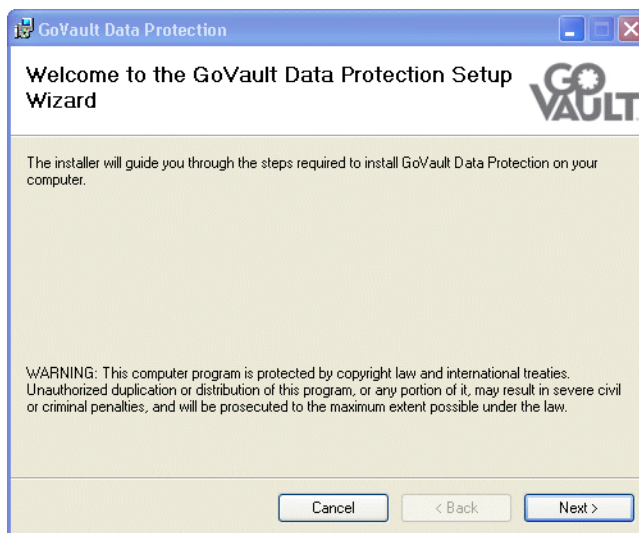 GoVault Data Protection
Welcome to the GoVault Data Protection Setup
Wizard
GO
VAULT
The installer will guide you through the steps required to install GoVault Data Protection on your
computer.
WARNING: This computer program is protected by copyright law and international treaties.
Unauthorized duplication or distribution of this program, or any portion of it, may result in severe civil
or criminal penalties, and will be prosecuted to the maximum extent possible under the law.
Cancel
< Back
Next >